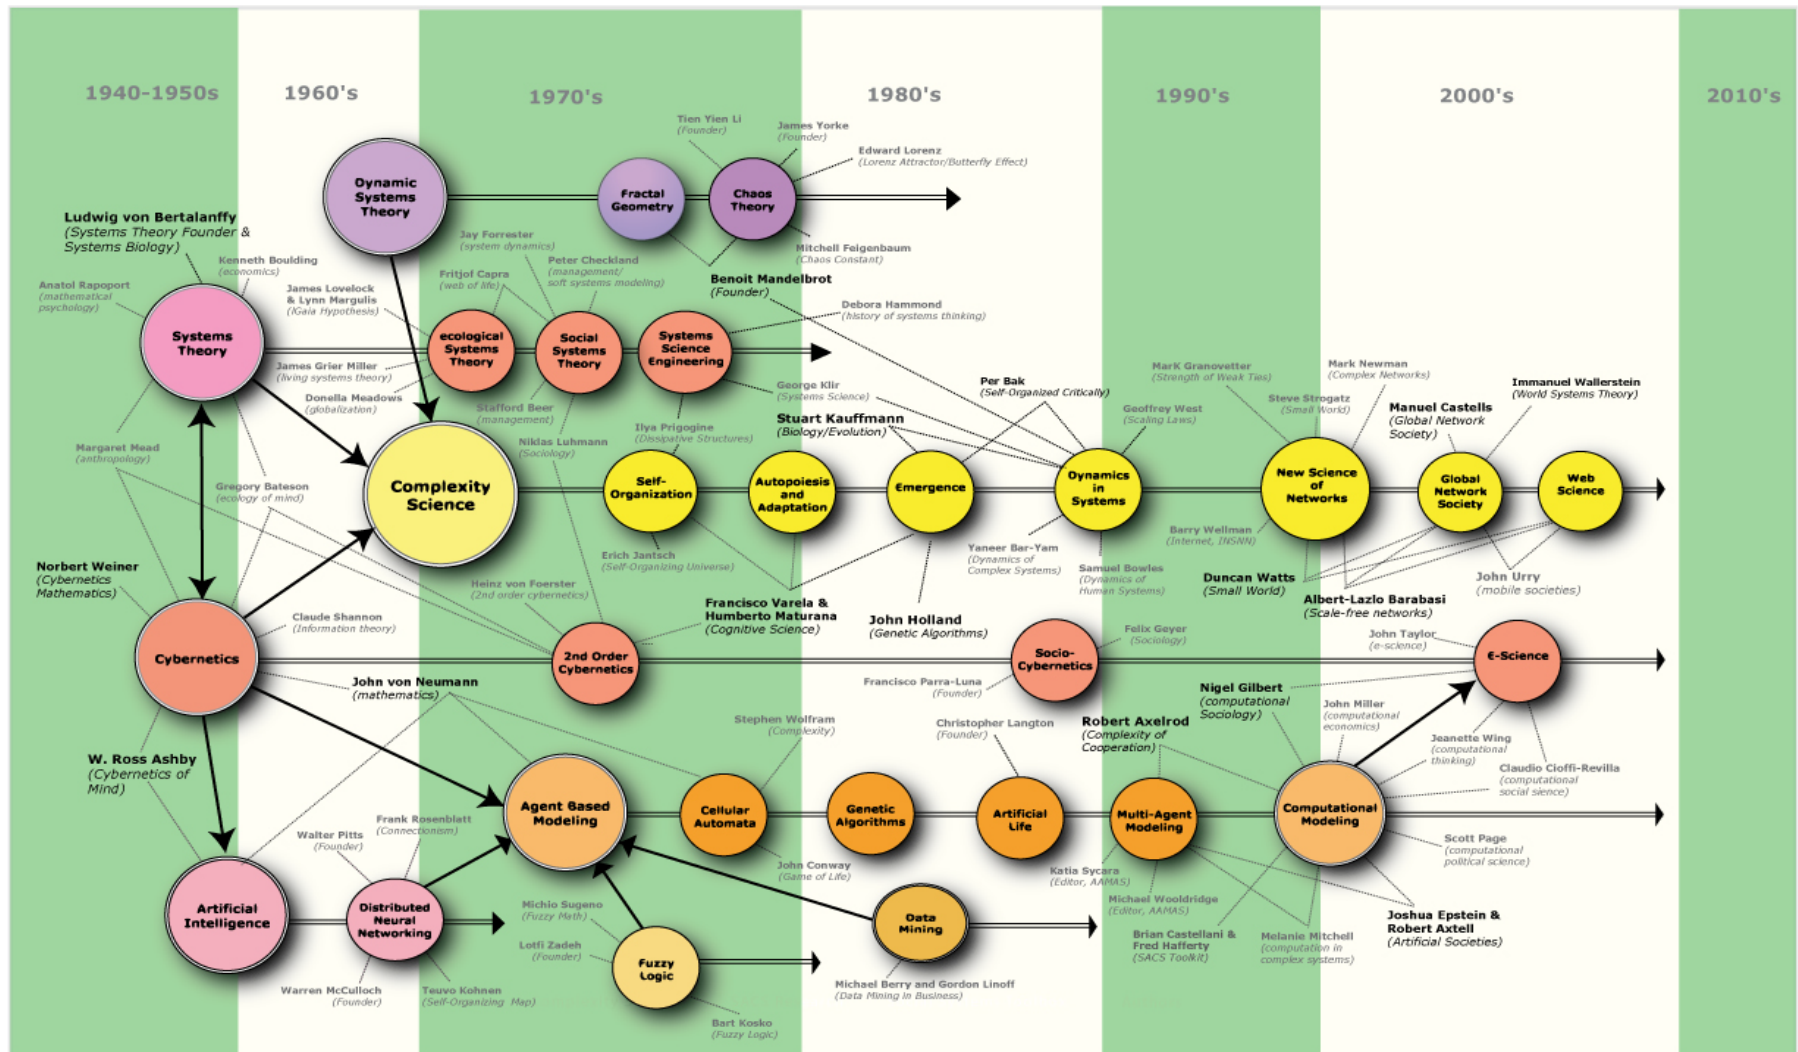 1940-1950s
1960's
1970's
1980's
1990's
2000's
2010's
Tien Yien Li
(Founder)
James Yorke
(Founder)
Edward Lorenz
(Lorenz Attractor/Butterfly Effect)
Dynamic
Systems
Theory
Fractal
Geometry
Chaos
Theory
Ludwig von Bertalanffy
(Systems Theory Founder &
Systems Biology)
Jay Forrester
(system dynamics)
Mitchell Feigenbaum
(Chaos Constant)
Kenneth Boulding
(economics)
Peter Checkland
(management/
soft systems modeling)
Fritjof Capra
(web of life)
Benoit Mandelbrot
(Founder)
Anatol Rapoport
(mathematical
psychology)
James Lovelock
& Lynn Margulis
(IGaia Hypothesis)
Debora Hammond
(history of systems thinking)
Systems
Theory
ecological
Systems
Theory
Social
Systems
Theory
Systems
Science
Engineering
James Grier Miller
(living systems theory)
Donella Meadows
(globalization)
Stafford Beer
(management)
George Klir
(Systems Science)
Per Bak
(Self-Organized Critically)
MarK Granovetter
(Strength of Weak Ties)
Mark Newman
(Complex Networks)
Immanuel Wallerstein
(World Systems Theory)
Steve Strogatz
(Small World)
Manuel Castells
(Global Network
Society)
Geoffrey West
(Scaling Laws)
Stuart Kauffmann
(Biology/Evolution)
Ilya Prigogine
(Dissipative Structures)
Niklas Luhmann
(Sociology)
Margaret Mead
(anthropology)
Gregory Bateson
(ecology of mind)
Complexity
Science
Self-
Organization
Autopoiesis
and
Adaptation
Emergence
Dynamics
in
Systems
New Science
of
Networks
Global
Network
Society
Web
Science
Barry Wellman
(Internet, INSNN)
Erich Jantsch
(Self-Organizing Universe)
Yaneer Bar-Yam
(Dynamics of
Complex Systems)
Samuel Bowles
(Dynamics of
Human Systems)
Duncan Watts
(Small World)
John Urry
(mobile societies)
Albert-Lazlo Barabasi
(Scale-free networks)
Norbert Weiner
(Cybernetics
Mathematics)
Heinz von Foerster
(2nd order cybernetics)
Francisco Varela &
Humberto Maturana
(Cognitive Science)
John Holland
(Genetic Algorithms)
Claude Shannon
(Information theory)
Felix Geyer
(Sociology)
John Taylor
(e-science)
Cybernetics
2nd Order
Cybernetics
Socio-
Cybernetics
E-Science
John von Neumann
(mathematics)
Francisco Parra-Luna
(Founder)
Nigel Gilbert
(computational
Sociology)
John Miller
(computational
economics)
Stephen Wolfram
(Complexity)
Christopher Langton
(Founder)
Robert Axelrod
(Complexity of
Cooperation)
Jeanette Wing
(computational
thinking)
Claudio Cioffi-Revilla
(computational
social sience)
W. Ross Ashby
(Cybernetics of
Mind)
Agent Based
Modeling
Cellular
Automata
Genetic
Algorithms
Artificial
Life
Multi-Agent
Modeling
Computational
Modeling
Frank Rosenblatt
(Connectionism)
Walter Pitts
(Founder)
John Conway
(Game of Life)
Katia Sycara
(Editor, AAMAS)
Michael Wooldridge
(Editor, AAMAS)
Scott Page
(computational
political science)
Artificial
Intelligence
Distributed
Neural
Networking
Michio Sugeno
(Fuzzy Math)
Lotfi Zadeh
(Founder)
Fuzzy
Logic
Data
Mining
Brian Castellani &
Fred Hafferty
(SACS Toolkit)
Melanie Mitchell
(computation in
complex systems)
Joshua Epstein &
Robert Axtell
(Artificial Societies)
Warren McCulloch
(Founder)
Teuvo Kohnen
(Self-Organizing Map)
Michael Berry and Gordon Linoff
(Data Mining in Business)
Bart Kosko
(Fuzzy Logic)